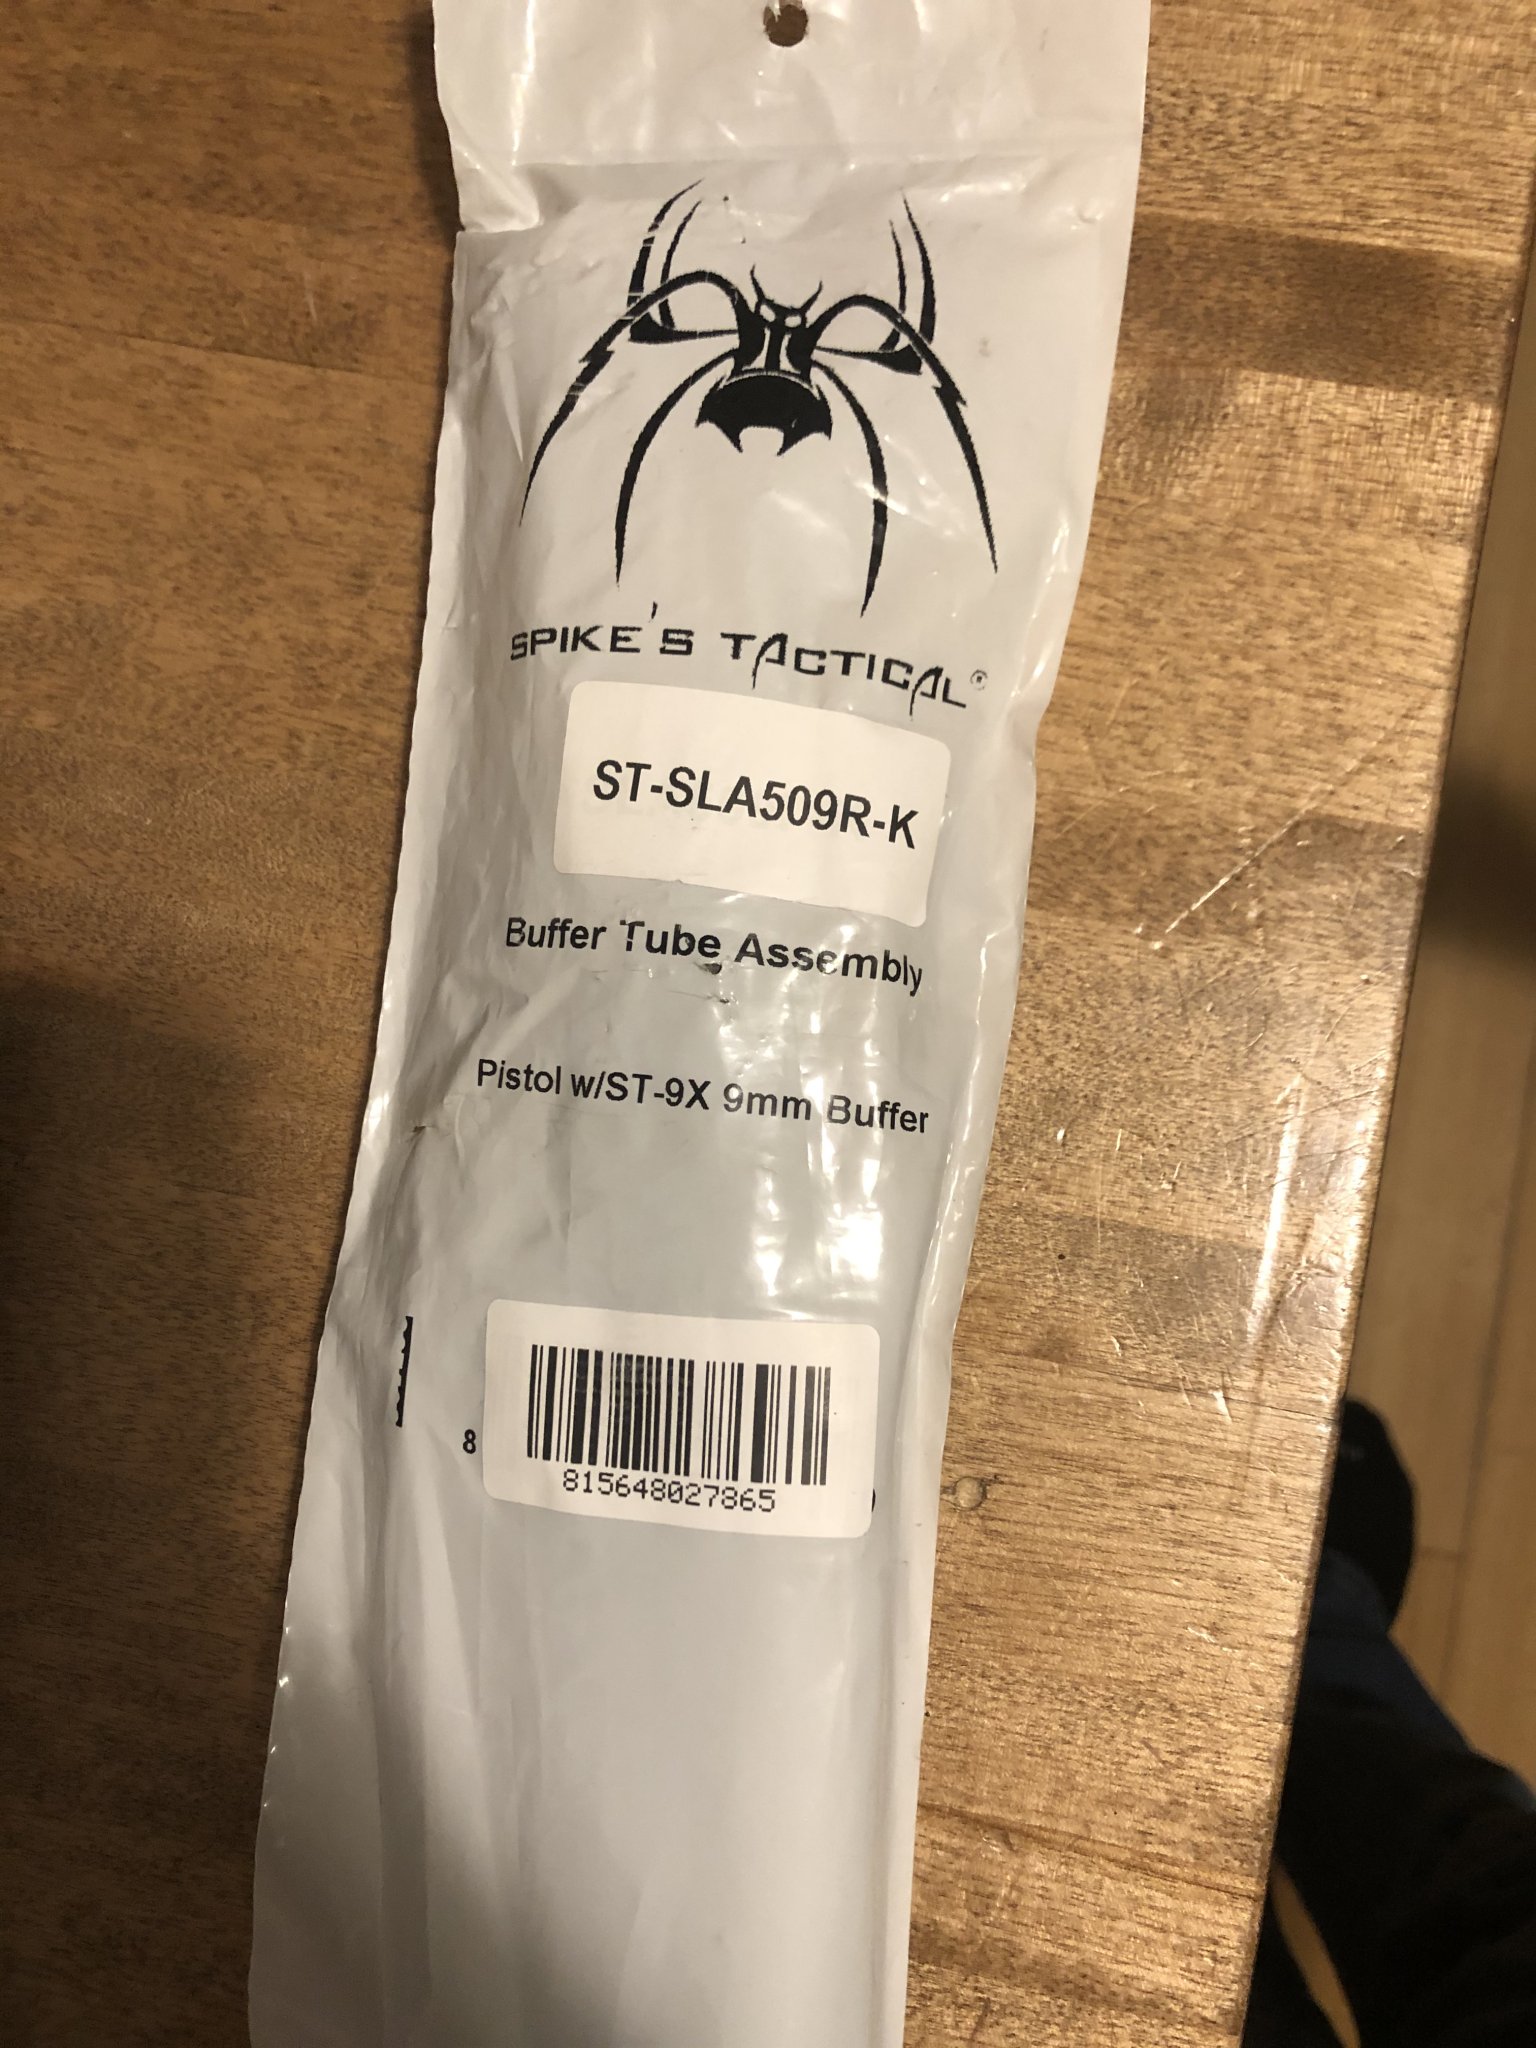 SPIKE'S TACTICAL®
ST-SLA509R-K
Buffer Tube Assembly
Pistol w/ST-9X 9mm Buffer
8
815648027865